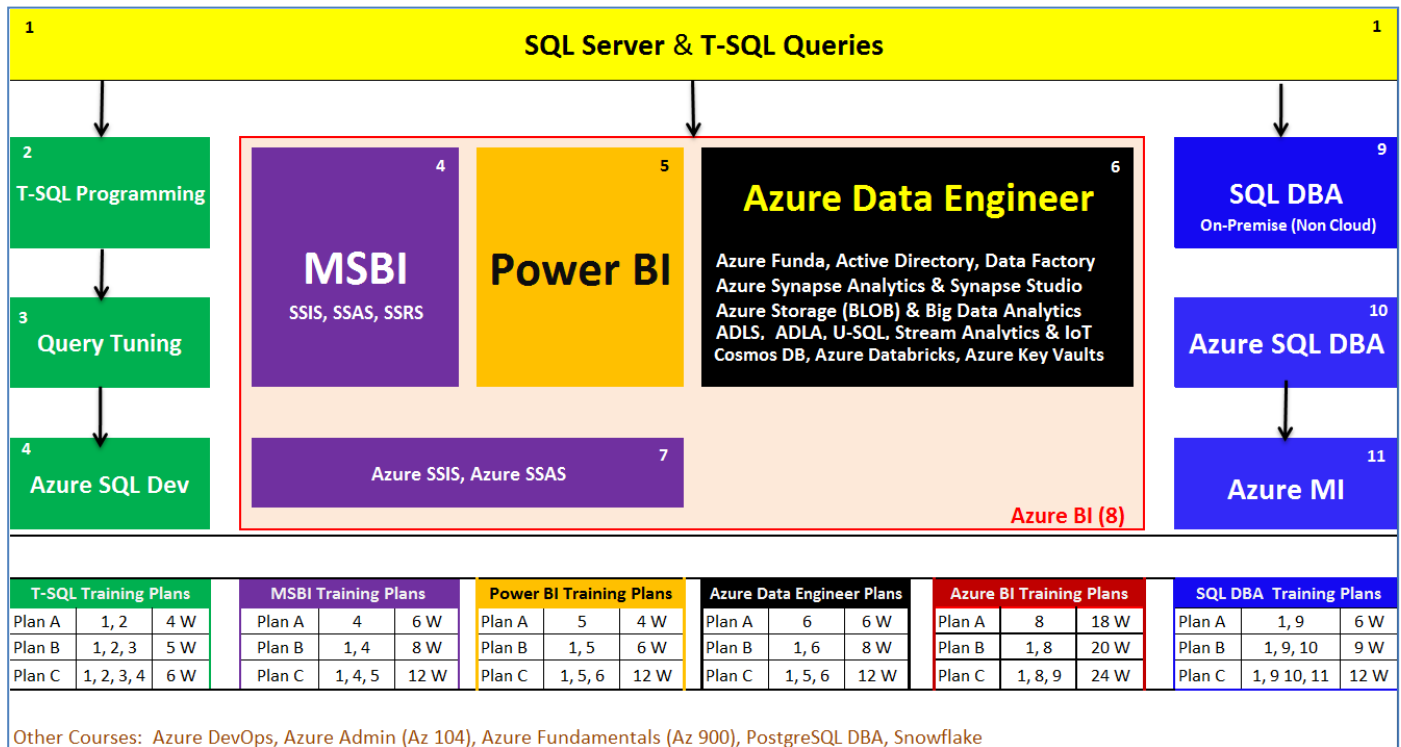 1
SQL Server & T-SQL Queries
1
2
T-SQL Programming
3
Query Tuning
4
Azure SQL Dev
4
MSBI
SSIS, SSAS, SSRS
5
Power BI
6
Azure Data Engineer
Azure Funda, Active Directory, Data Factory
Azure Synapse Analytics & Synapse Studio
Azure Storage (BLOB) & Big Data Analytics
ADLS, ADLA, U-SQL, Stream Analytics & IoT
Cosmos DB, Azure Databricks, Azure Key Vaults
7
Azure SSIS, Azure SSAS
Azure BI (8)
9
SQL DBA
On-Premise (Non Cloud)
10
Azure SQL DBA
11
Azure MI
T-SQL Training Plans
Plan A 1, 2 4 W
Plan B 1, 2, 3 5 W
Plan C 1, 2, 3, 4 6 W
MSBI Training Plans
Plan A 4 6 W
Plan B 1, 4 8 W
Plan C 1, 4, 5 12 W
Power BI Training Plans
Plan A 5 4 W
Plan B 1, 5 6 W
Plan C 1, 5, 6 12 W
Azure Data Engineer Plans
Plan A 6 6 W
Plan B 1, 6 8 W
Plan C 1, 5, 6 12 W
Azure BI Training Plans
Plan A 8 18 W
Plan B 1, 8 20 W
Plan C 1, 8, 9 24 W
SQL DBA Training Plans
Plan A 1, 9 6 W
Plan B 1, 9, 10 9 W
Plan C 1, 9 10, 11 12 W
Other Courses: Azure DevOps, Azure Admin (Az 104), Azure Fundamentals (Az 900), PostgreSQL DBA, Snowflake